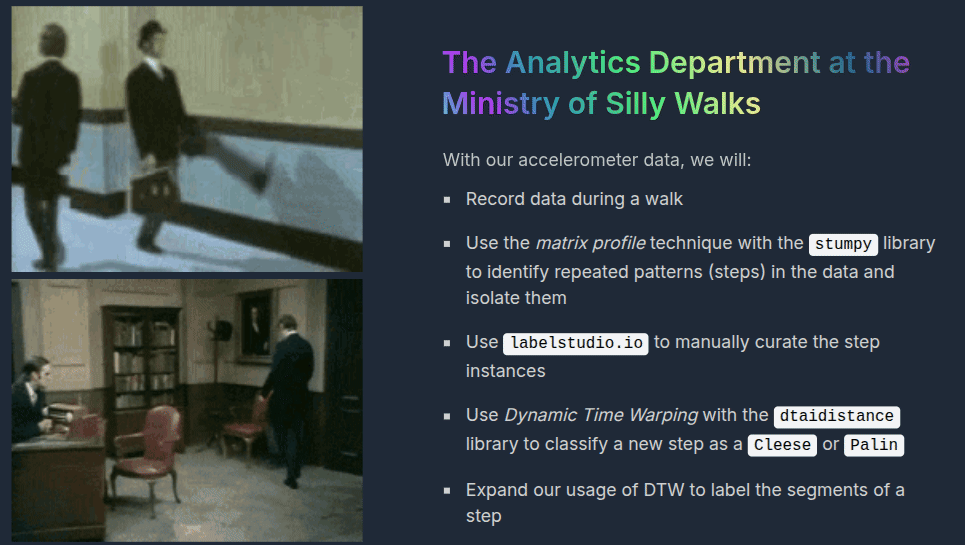 The Analytics Department at the
Ministry of Silly Walks
With our accelerometer data, we will:
Record data during a walk
Use the matrix profile technique with the stumpy library
to identify repeated patterns (steps) in the data and
isolate them
Use labelstudio.io to manually curate the step
instances
Use Dynamic Time Warping with the dtaidistance
library to classify a new step as a Cleese or Palin
Expand our usage of DTW to label the segments of a
step